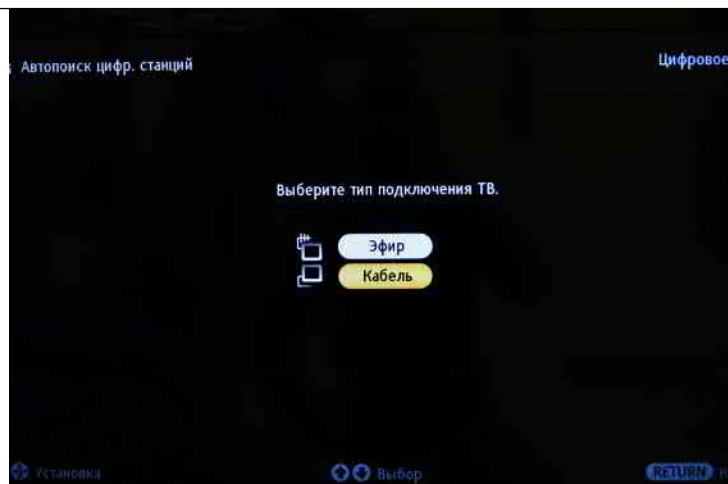 Автопоиск цифр. станций
Цифровое
Выберите тип подключения ТВ.
Эфир
Кабель
Установка
Выбор
RETURN